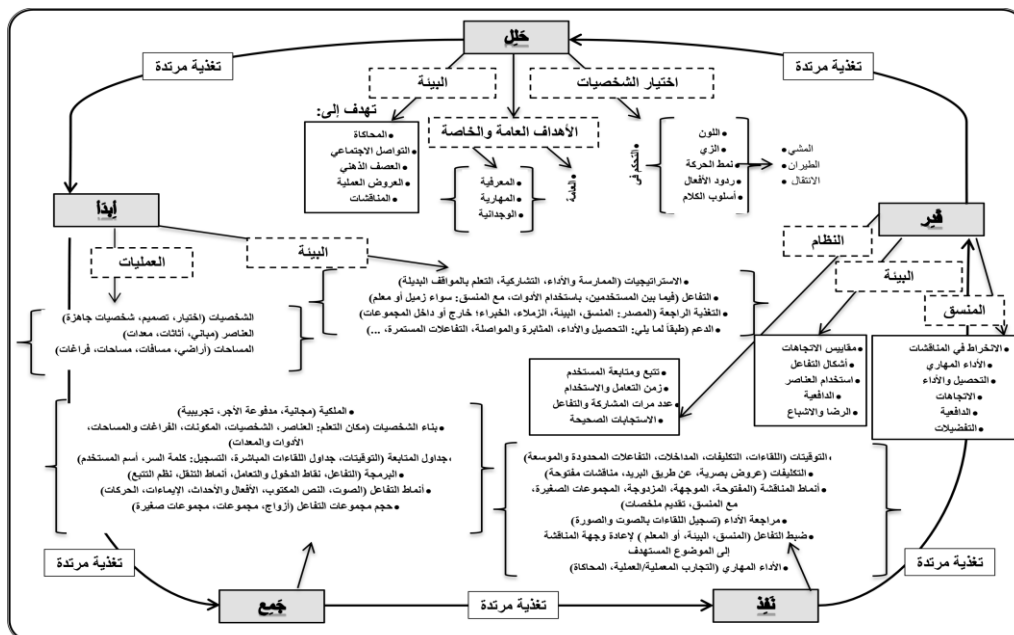 حَلِل
تغذية مرتدة
تغذية مرتدة
اختيار الشخصيات
البيئة
الأهداف العامة والخاصة
تهدف إلى:
المحاكاة
التواصل الاجتماعي
العصف الذهني
العروض العملية
المناقشات
المعرفية
المهارية
الوجدانية
العامة
التحكم في
اللون
الزي
نمط الحركة
ردود الأفعال
أسلوب الكلام
المشي
الطيران
الانتقال
أبدأ
العمليات
البيئة
الشخصيات (اختيار، تصميم، شخصيات جاهزة)
العناصر (مباني، أثاثات، معدات)
المساحات (أراضي، مسافات، مساحات، فراغات)
الاستراتيجيات (الممارسة والأداء، التشاركية، التعلم بالمواقف البديلة)
التفاعل (فيما بين المستخدمين، باستخدام الأدوات، مع المنسق: سواء زميل أو معلم)
التغذية الراجعة (المصدر: المنسق، البيئة، الزملاء، الخبراء؛ خارج أو داخل المجموعات)
الدعم (طبقاً لما يلي: التحصيل والأداء، المثابرة والمواصلة، التفاعلات المستمرة، ...)
قَدِر
النظام
البيئة
المنسق
تتبع ومتابعة المستخدم
زمن التعامل والاستخدام
عدد مرات المشاركة والتفاعل
الاستجابات الصحيحة
مقاييس الاتجاهات
أشكال التفاعل
استخدام العناصر
الدافعية
الرضا والاشباع
الانخراط في المناقشات
الأداء المهاري
التحصيل والأداء
الاتجاهات
الدافعية
التفضيلات
الملكية (مجانية، مدفوعة الأجر، تجريبية)
بناء الشخصيات (مكان التعلم: العناصر، الشخصيات، المكونات، الفراغات والمساحات،
الأدوات والمعدات)
جداول المتابعة (التوقيتات، جداول اللقاءات المباشرة، التسجيل: كلمة السر، أسم المستخدم)
البرمجة (التفاعل، نقاط الدخول والتعامل، أنماط التنقل، نظم التتبع)
أنماط التفاعل (الصوت، النص المكتوب، الأفعال والأحداث، الإيماءات، الحركات)
حجم مجموعات التفاعل (أزواج، مجموعات، مجموعات صغيرة)
التوقيتات (اللقاءات، التكليفات، المداخلات، التفاعلات المحدودة والموسعة)
التكليفات (عروض بصرية، عن طريق البريد، مناقشات مفتوحة)
أنماط المناقشة (المفتوحة، الموجهة، المزدوجة، المجموعات الصغيرة،
مع المنسق، تقديم ملخصات)
مراجعة الأداء (تسجيل اللقاءات بالصوت والصورة)
ضبط التفاعل (المنسق، البيئة، أو المعلم ) لإعادة وجهة المناقشة
إلى الموضوع المستهدف
الأداء المهاري (التجارب المعملية/العملية، المحاكاة)
تغذية مرتدة
تغذية مرتدة
جَمِع
تغذية مرتدة
نَفِذ